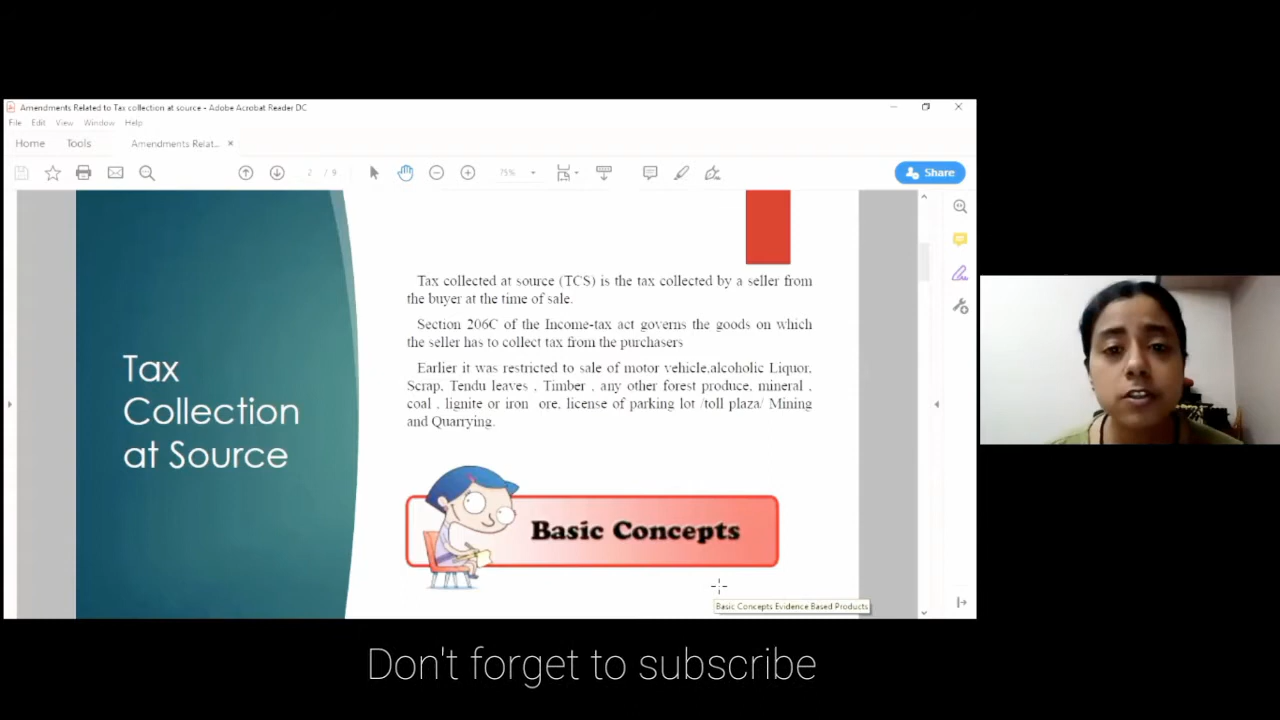 Amendments Related to Tax collection at source - Adobe Acrobat Reader DC
File Edit View Window Help
Home Tools Amendments Relat... ×
2 / 9 75% Share
Tax
Collection
at Source
Tax collected at source (TCS) is the tax collected by a seller from
the buyer at the time of sale.
Section 206C of the Income-tax act governs the goods on which
the seller has to collect tax from the purchasers
Earlier it was restricted to sale of motor vehicle,alcoholic Liquor,
Scrap, Tendu leaves , Timber , any other forest produce, mineral ,
coal , lignite or iron ore, license of parking lot /toll plaza/ Mining
and Quarrying.
Basic Concepts
Basic Concepts Evidence Based Products
Don't forget to subscribe